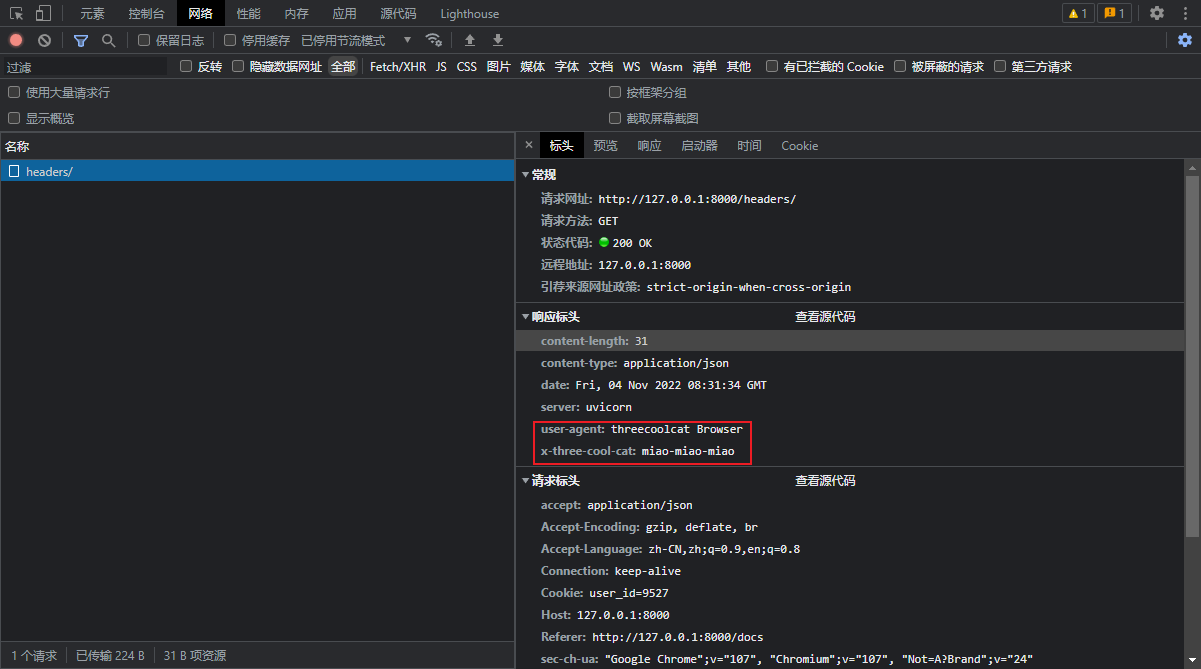 元素 控制台 网络 性能 内存 应用 源代码 Lighthouse 1 1
保留日志 停用缓存 已停用节流模式
过滤 反转 隐藏数据网址 全部 Fetch/XHR JS CSS 图片 媒体 字体 文档 WS Wasm 清单 其他 有已拦截的 Cookie 被屏蔽的请求 第三方请求
使用大量请求行 按框架分组
显示概览 截取屏幕截图
名称
headers/
× 标头 预览 响应 启动器 时间 Cookie
常规
请求网址: http://127.0.0.1:8000/headers/
请求方法: GET
状态代码: 200 OK
远程地址: 127.0.0.1:8000
引荐来源网址政策: strict-origin-when-cross-origin
响应标头 查看源代码
content-length: 31
content-type: application/json
date: Fri, 04 Nov 2022 08:31:34 GMT
server: uvicorn
user-agent: threecoolcat Browser
x-three-cool-cat: miao-miao-miao
请求标头 查看源代码
accept: application/json
Accept-Encoding: gzip, deflate, br
Accept-Language: zh-CN,zh;q=0.9,en;q=0.8
Connection: keep-alive
Cookie: user_id=9527
Host: 127.0.0.1:8000
Referer: http://127.0.0.1:8000/docs
sec-ch-ua: "Google Chrome";v="107", "Chromium";v="107", "Not=A?Brand";v="24"
1 个请求 已传输 224 B 31 B 项资源